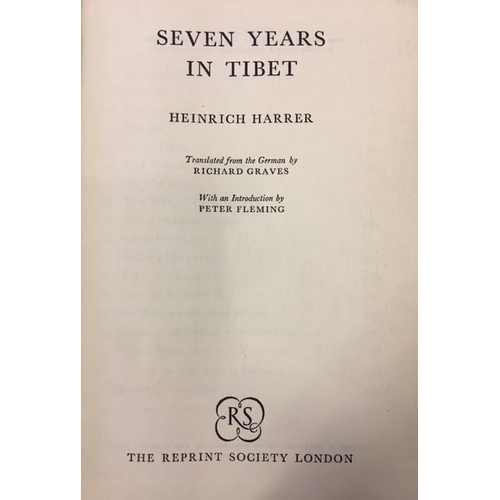 SEVEN YEARS
IN TIBET
HEINRICH HARRER
Translated from the German by
RICHARD GRAVES
With an Introduction by
PETER FLEMING
RS
THE REPRINT SOCIETY LONDON